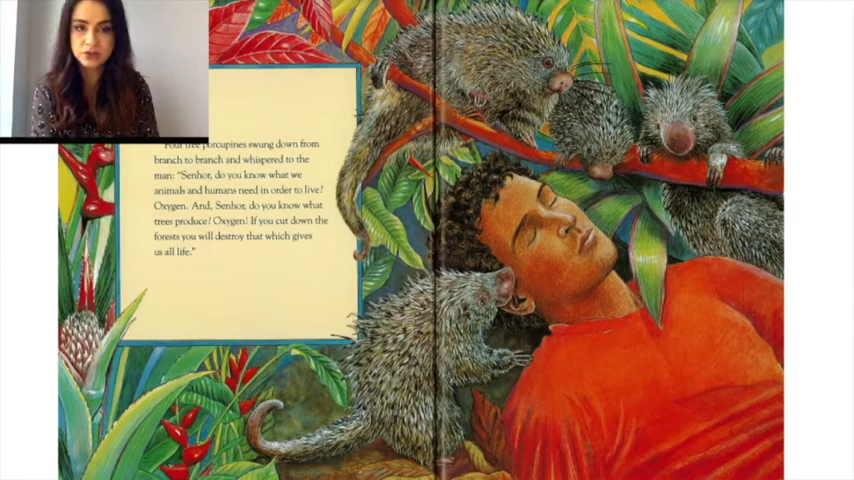 Four tree porcupines swung down from
branch to branch and whispered to the
man: "Senhor, do you know what we
animals and humans need in order to live?
Oxygen. And, Senhor, do you know what
trees produce? Oxygen! If you cut down the
forests you will destroy that which gives
us all life."